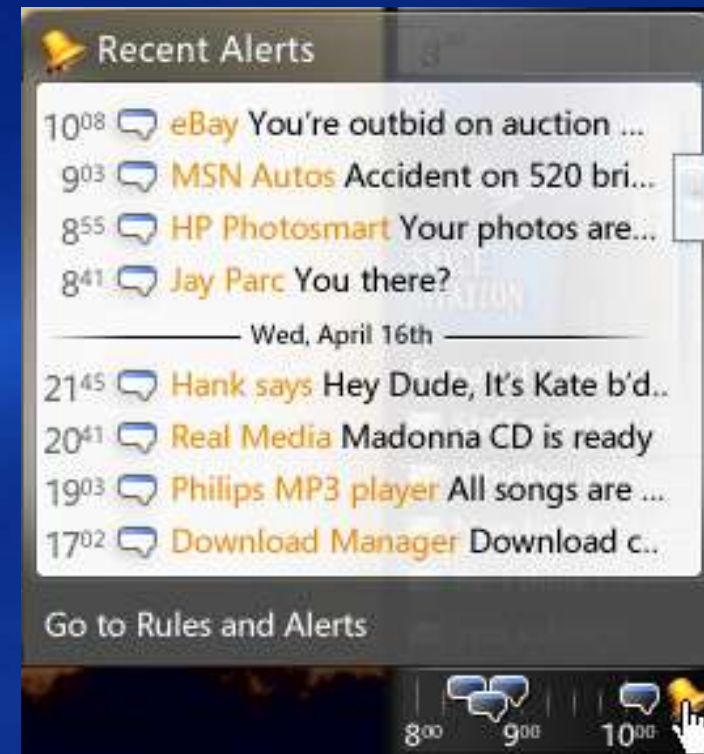 Recent Alerts
10⁰⁸ eBay You're outbid on auction ...
9⁰³ MSN Autos Accident on 520 bri...
8⁵⁵ HP Photosmart Your photos are...
8⁴¹ Jay Parc You there?
Wed, April 16th
21⁴⁵ Hank says Hey Dude, It's Kate b'd..
20⁴¹ Real Media Madonna CD is ready
19⁰³ Philips MP3 player All songs are ...
17⁰² Download Manager Download c..
Go to Rules and Alerts
8⁰⁰ 9⁰⁰ 10⁰⁰